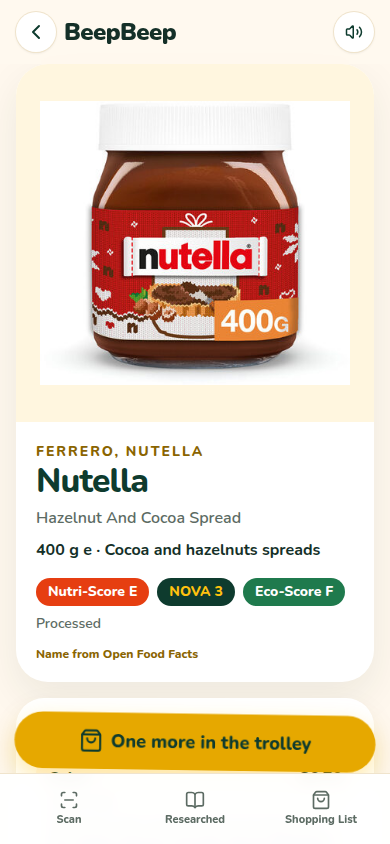 BeepBeep
nutella
400G
FERRERO, NUTELLA
Nutella
Hazelnut And Cocoa Spread
400 g e · Cocoa and hazelnuts spreads
Nutri-Score E NOVA 3 Eco-Score F
Processed
Name from Open Food Facts
One more in the trolley
Scan Researched Shopping List